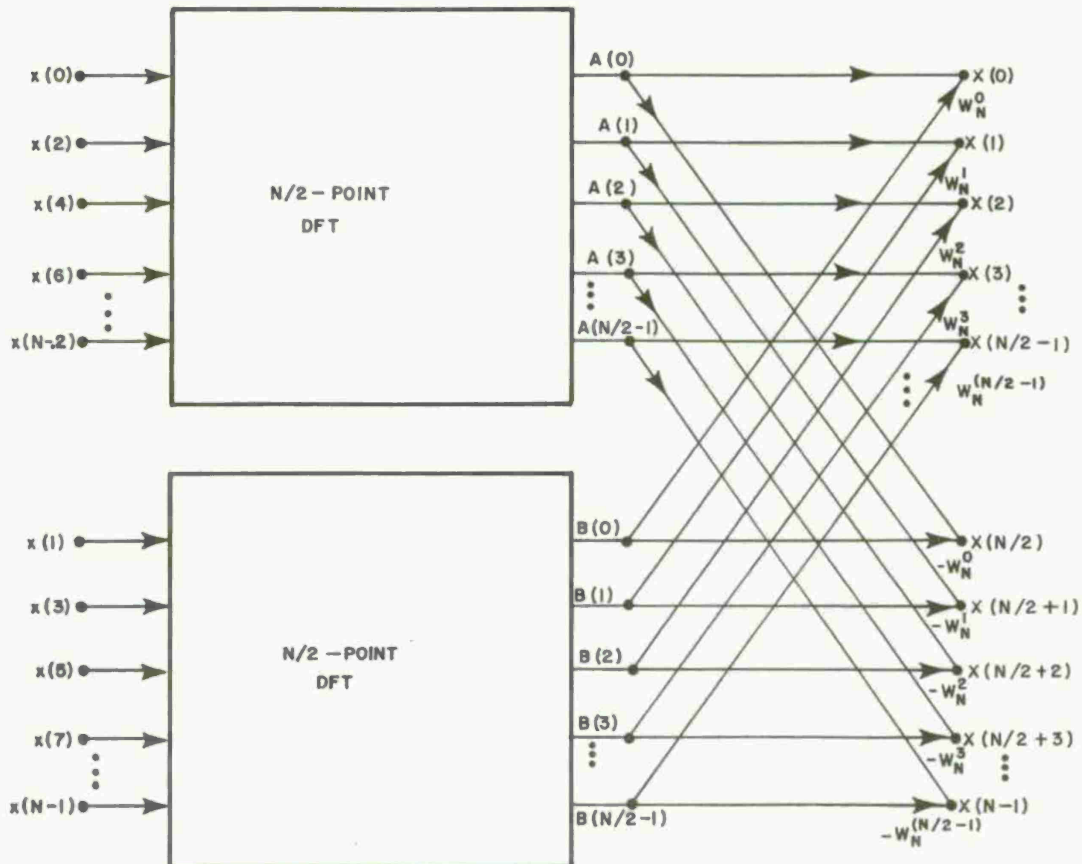 x(0)
x(2)
x(4)
x(6)
x(N-2)
N/2 – POINT
DFT
A(0)
A(1)
A(2)
A(3)
A(N/2-1)
X(0)
W_N^0
X(1)
W_N^1
X(2)
W_N^2
X(3)
W_N^3
X(N/2-1)
W_N^(N/2-1)
x(1)
x(3)
x(5)
x(7)
x(N-1)
N/2 – POINT
DFT
B(0)
B(1)
B(2)
B(3)
B(N/2-1)
X(N/2)
-W_N^0
X(N/2+1)
-W_N^1
X(N/2+2)
-W_N^2
X(N/2+3)
-W_N^3
X(N-1)
-W_N^(N/2-1)